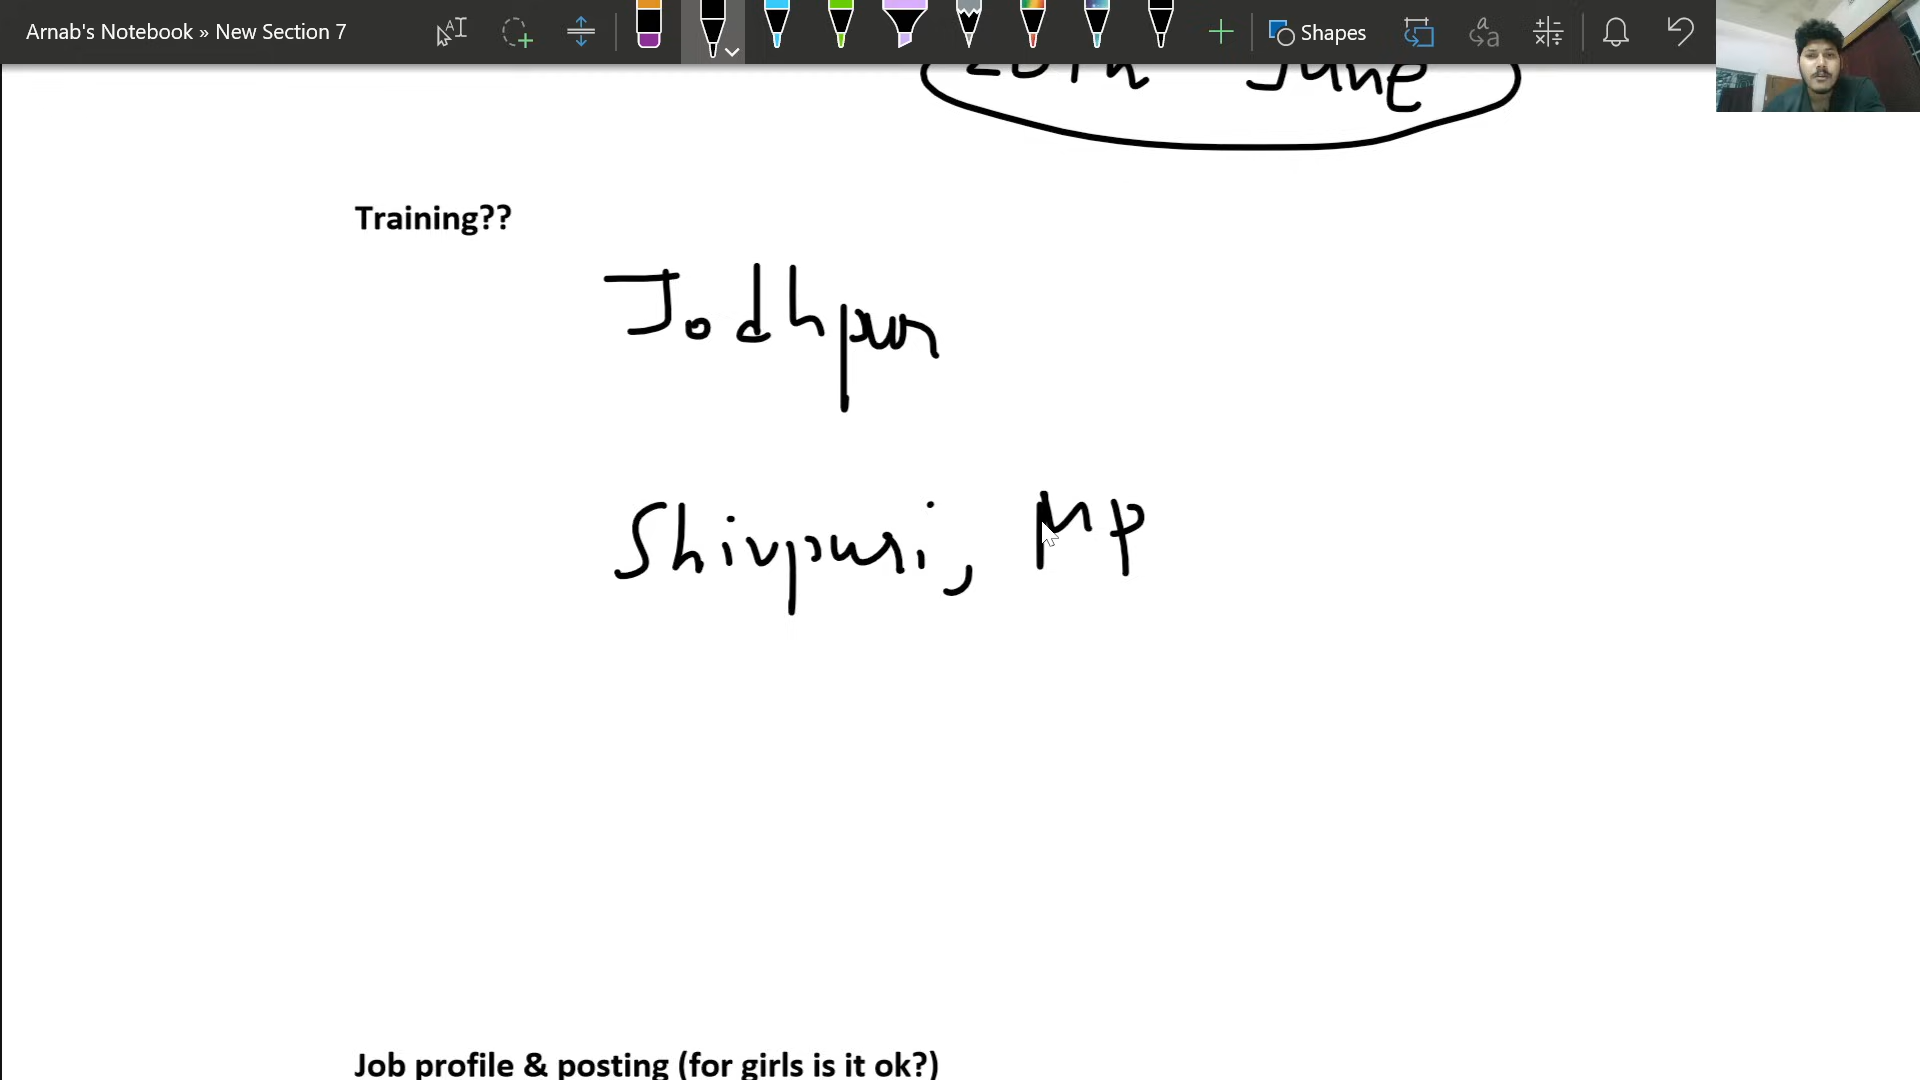 Arnab's Notebook » New Section 7
Shapes
20th June
Training??
Jodhpur
Shivpuri, MP
Job profile & posting (for girls is it ok?)